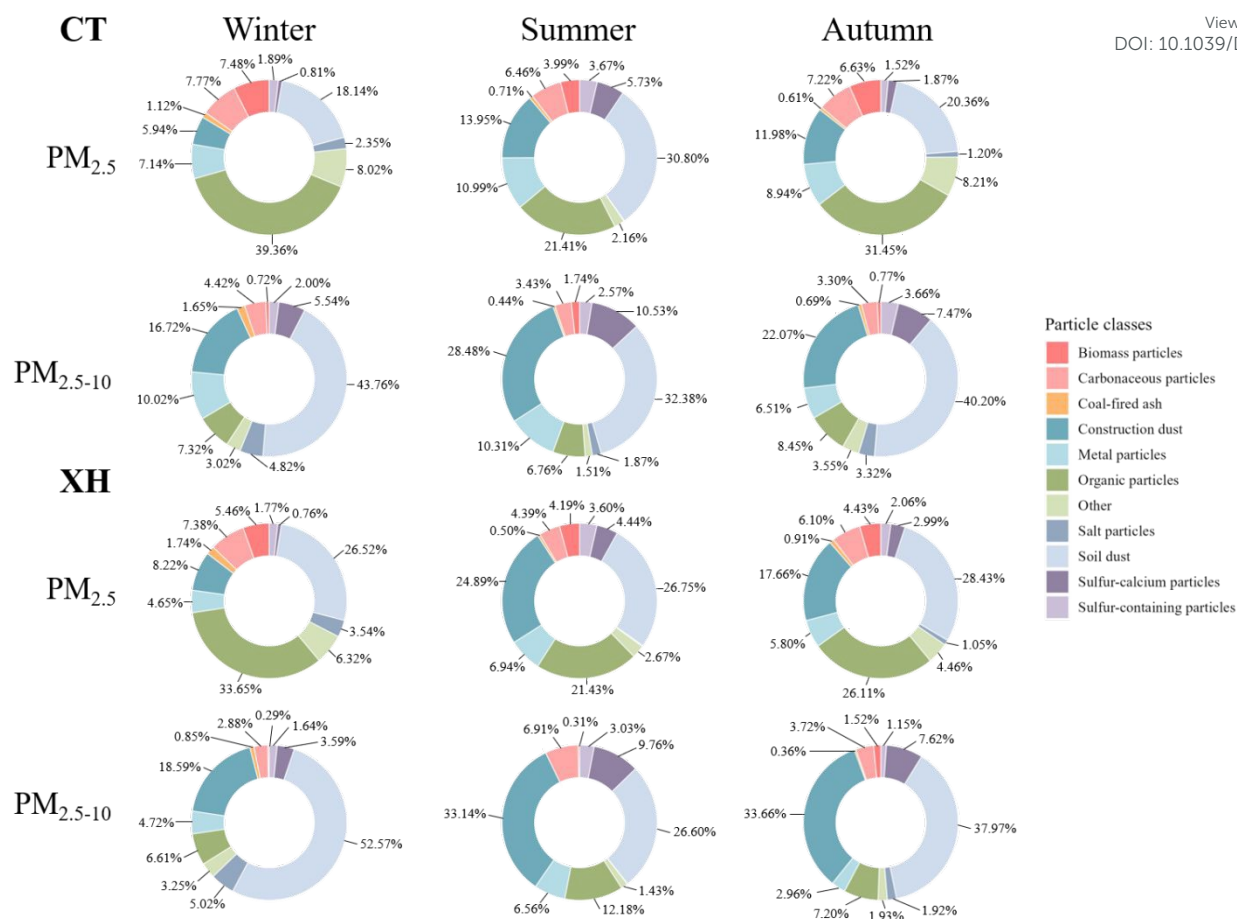 CT Winter Summer Autumn
View
DOI: 10.1039/D
PM2.5
7.48% 1.89% 0.81% 18.14% 2.35% 8.02% 39.36% 7.14% 5.94% 1.12% 7.77%
3.99% 3.67% 5.73% 30.80% 2.16% 21.41% 10.99% 13.95% 0.71% 6.46%
6.63% 1.52% 1.87% 20.36% 1.20% 8.21% 31.45% 8.94% 11.98% 0.61% 7.22%
PM2.5-10
0.72% 2.00% 5.54% 43.76% 4.82% 3.02% 7.32% 10.02% 16.72% 1.65% 4.42%
1.74% 2.57% 10.53% 32.38% 1.87% 1.51% 6.76% 10.31% 28.48% 0.44% 3.43%
0.77% 3.66% 7.47% 40.20% 3.32% 3.55% 8.45% 6.51% 22.07% 0.69% 3.30%
XH
PM2.5
5.46% 1.77% 0.76% 26.52% 3.54% 6.32% 33.65% 4.65% 8.22% 1.74% 7.38%
4.19% 3.60% 4.44% 26.75% 2.67% 21.43% 6.94% 24.89% 0.50% 4.39%
4.43% 2.06% 2.99% 28.43% 1.05% 4.46% 26.11% 5.80% 17.66% 0.91% 6.10%
PM2.5-10
0.29% 1.64% 3.59% 52.57% 5.02% 3.25% 6.61% 4.72% 18.59% 0.85% 2.88%
0.31% 3.03% 9.76% 26.60% 1.43% 12.18% 6.56% 33.14% 6.91%
1.52% 1.15% 7.62% 37.97% 1.92% 1.93% 7.20% 2.96% 33.66% 0.36% 3.72%
Particle classes
Biomass particles
Carbonaceous particles
Coal-fired ash
Construction dust
Metal particles
Organic particles
Other
Salt particles
Soil dust
Sulfur-calcium particles
Sulfur-containing particles